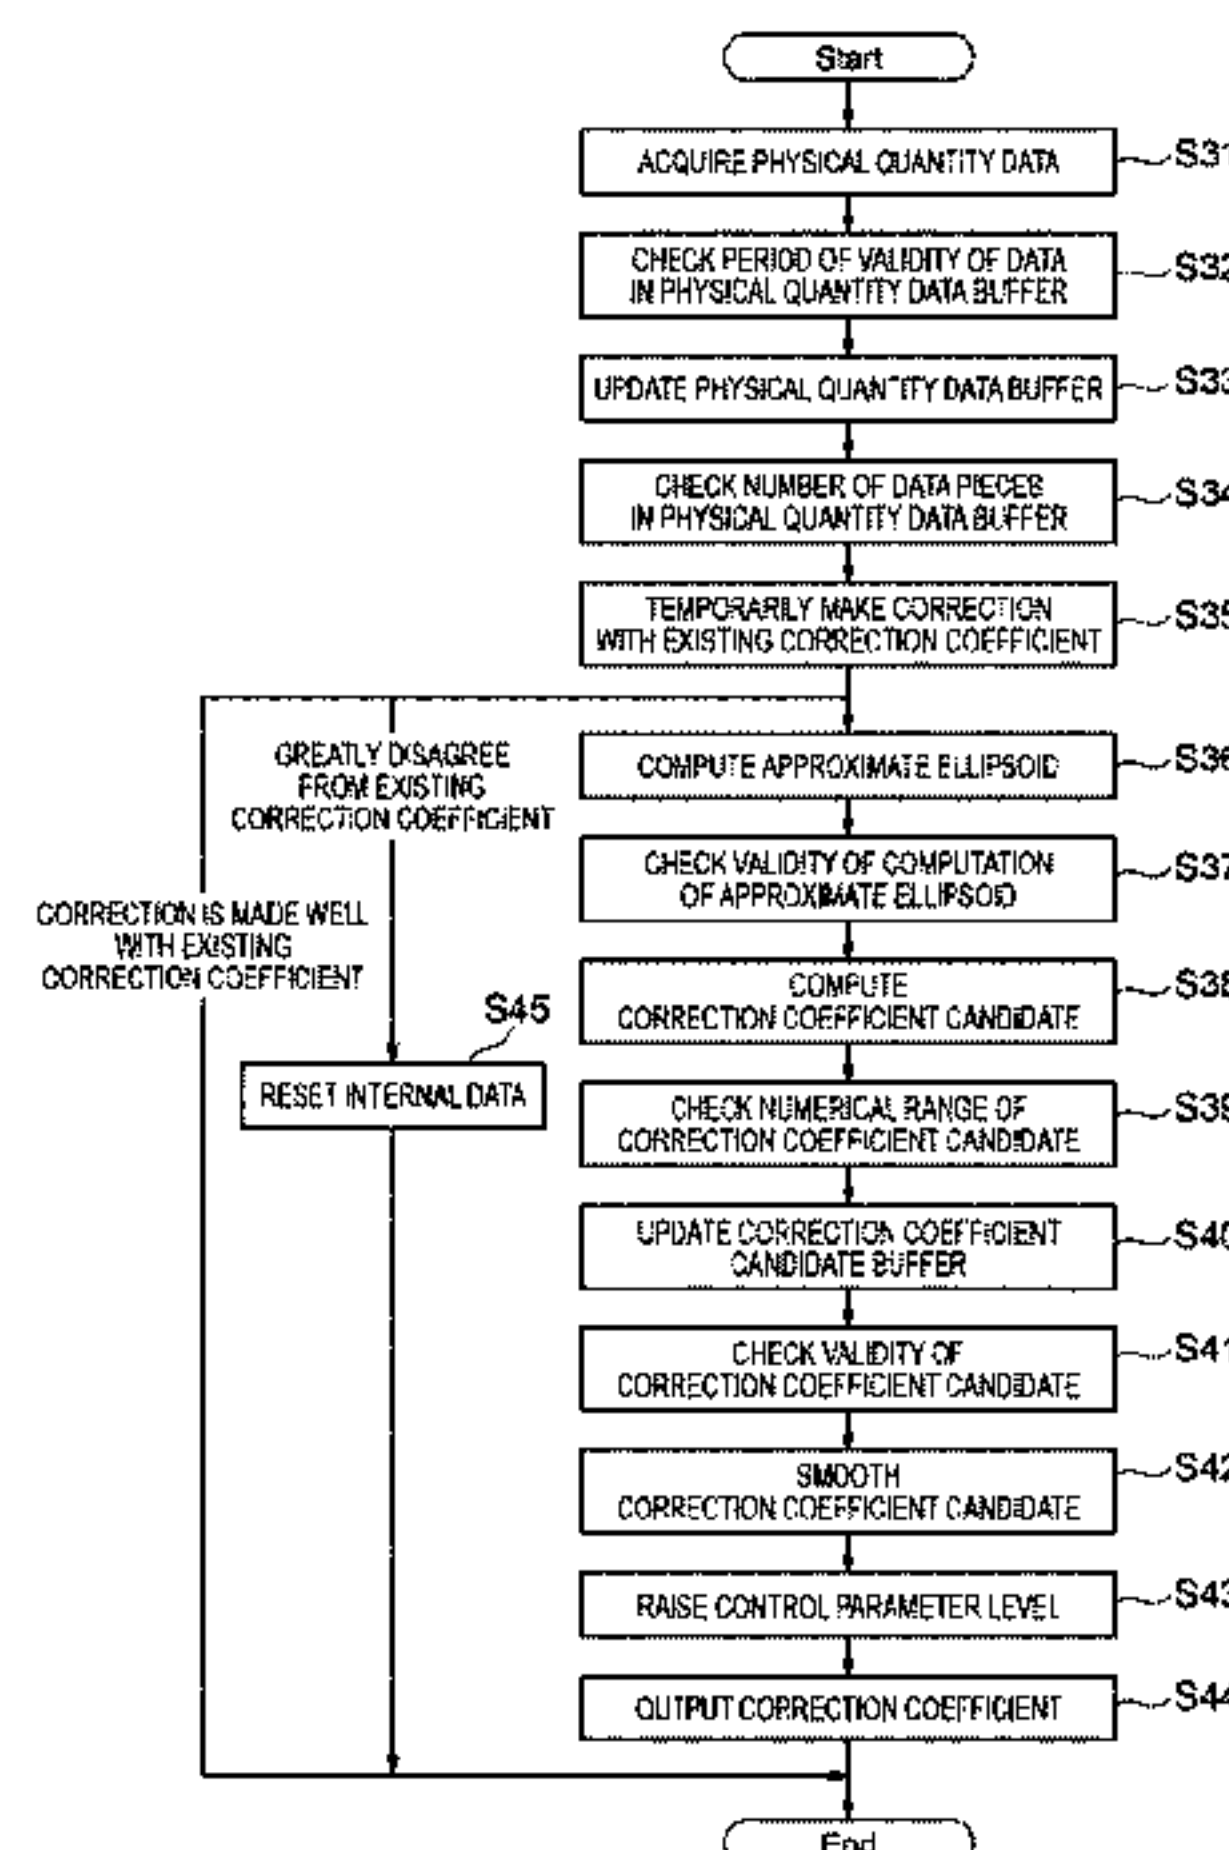 Start
ACQUIRE PHYSICAL QUANTITY DATA
S31
CHECK PERIOD OF VALIDITY OF DATA
IN PHYSICAL QUANTITY DATA BUFFER
S32
UPDATE PHYSICAL QUANTITY DATA BUFFER
S33
CHECK NUMBER OF DATA PIECES
IN PHYSICAL QUANTITY DATA BUFFER
S34
TEMPORARILY MAKE CORRECTION
WITH EXISTING CORRECTION COEFFICIENT
S35
GREATLY DISAGREE
FROM EXISTING
CORRECTION COEFFICIENT
COMPUTE APPROXIMATE ELLIPSOID
S36
CHECK VALIDITY OF COMPUTATION
OF APPROXIMATE ELLIPSOID
S37
CORRECTION IS MADE WELL
WITH EXISTING
CORRECTION COEFFICIENT
COMPUTE
CORRECTION COEFFICIENT CANDIDATE
S38
S45
RESET INTERNAL DATA
CHECK NUMERICAL RANGE OF
CORRECTION COEFFICIENT CANDIDATE
S39
UPDATE CORRECTION COEFFICIENT
CANDIDATE BUFFER
S40
CHECK VALIDITY OF
CORRECTION COEFFICIENT CANDIDATE
S41
SMOOTH
CORRECTION COEFFICIENT CANDIDATE
S42
RAISE CONTROL PARAMETER LEVEL
S43
OUTPUT CORRECTION COEFFICIENT
S44
End